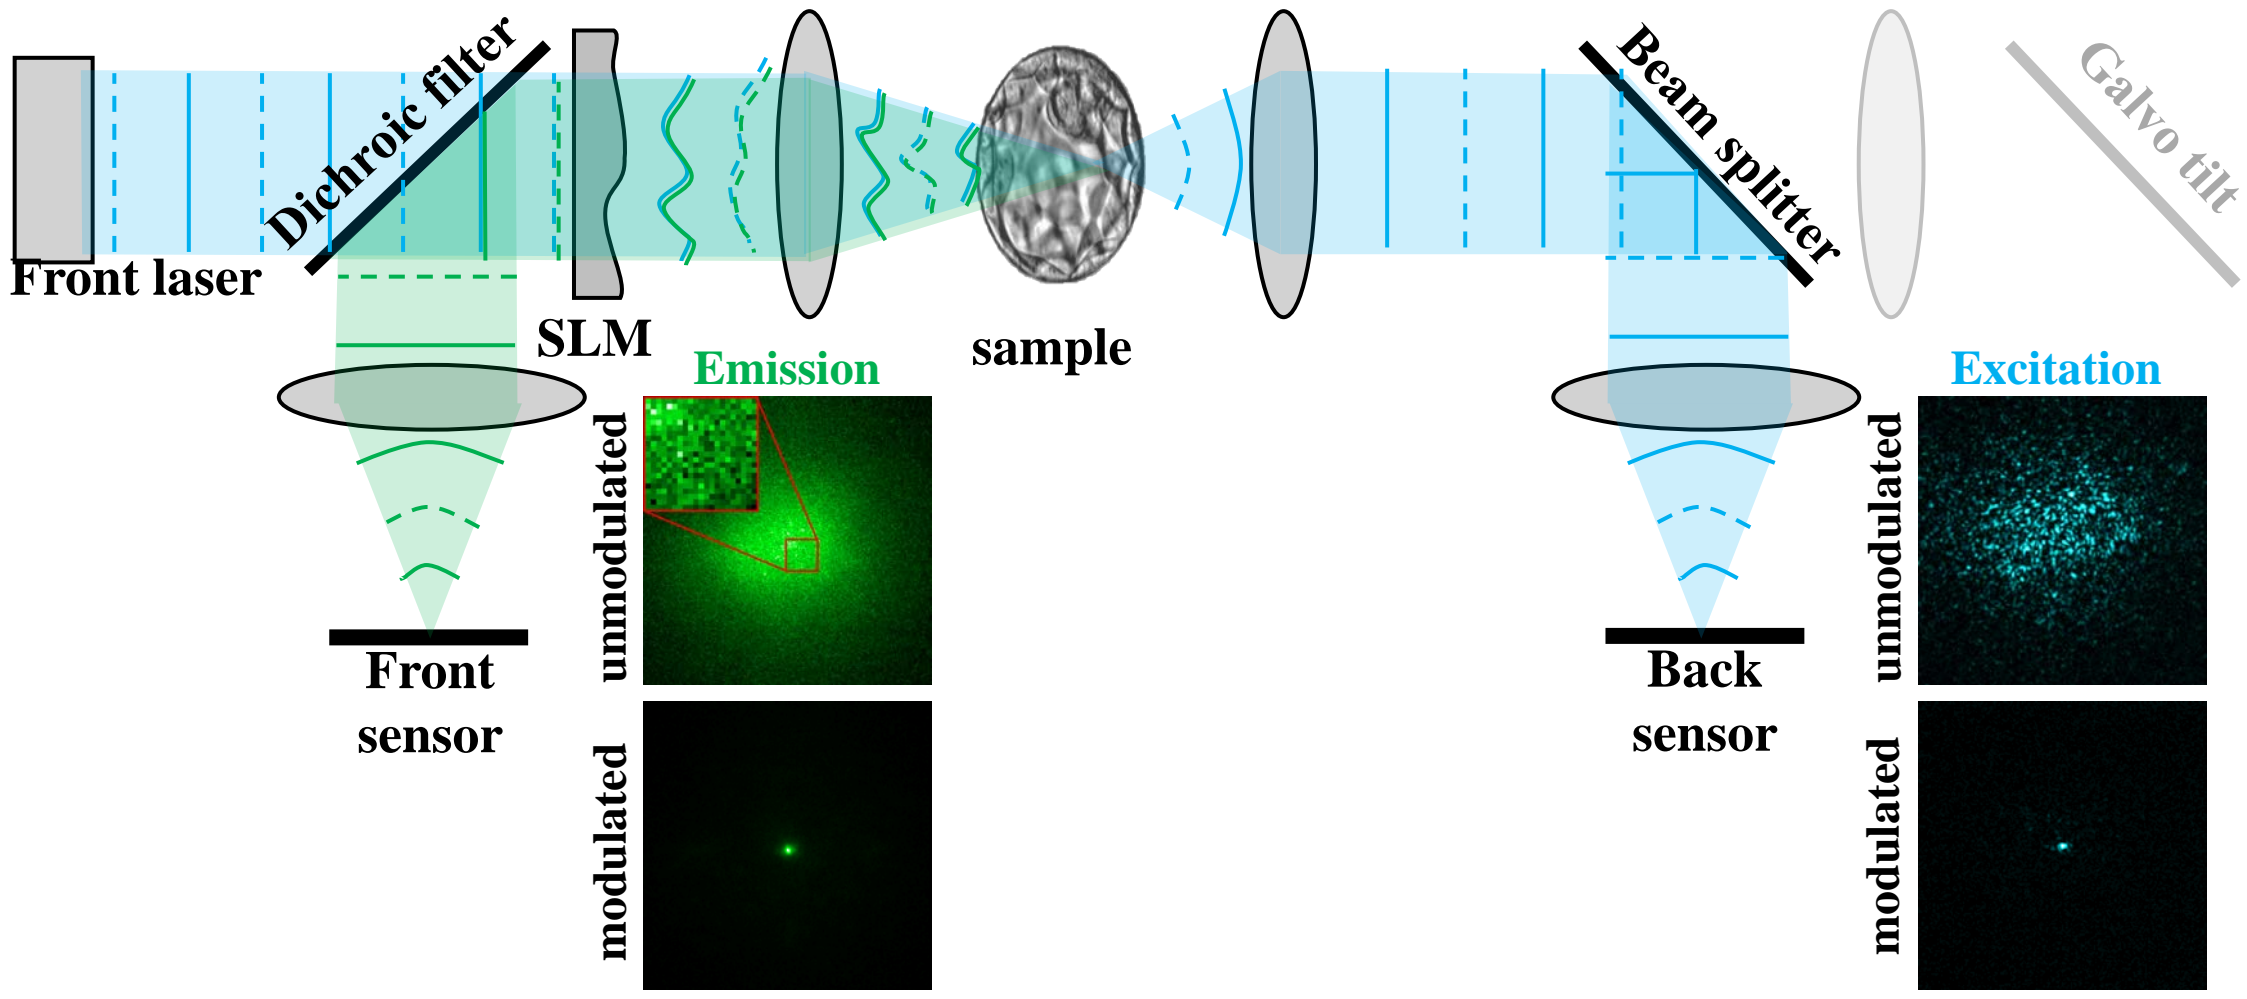 Front laser
Dichroic filter
SLM
sample
Beam splitter
Galvo tilt
Emission
unmodulated
modulated
Front
sensor
Excitation
unmodulated
modulated
Back
sensor